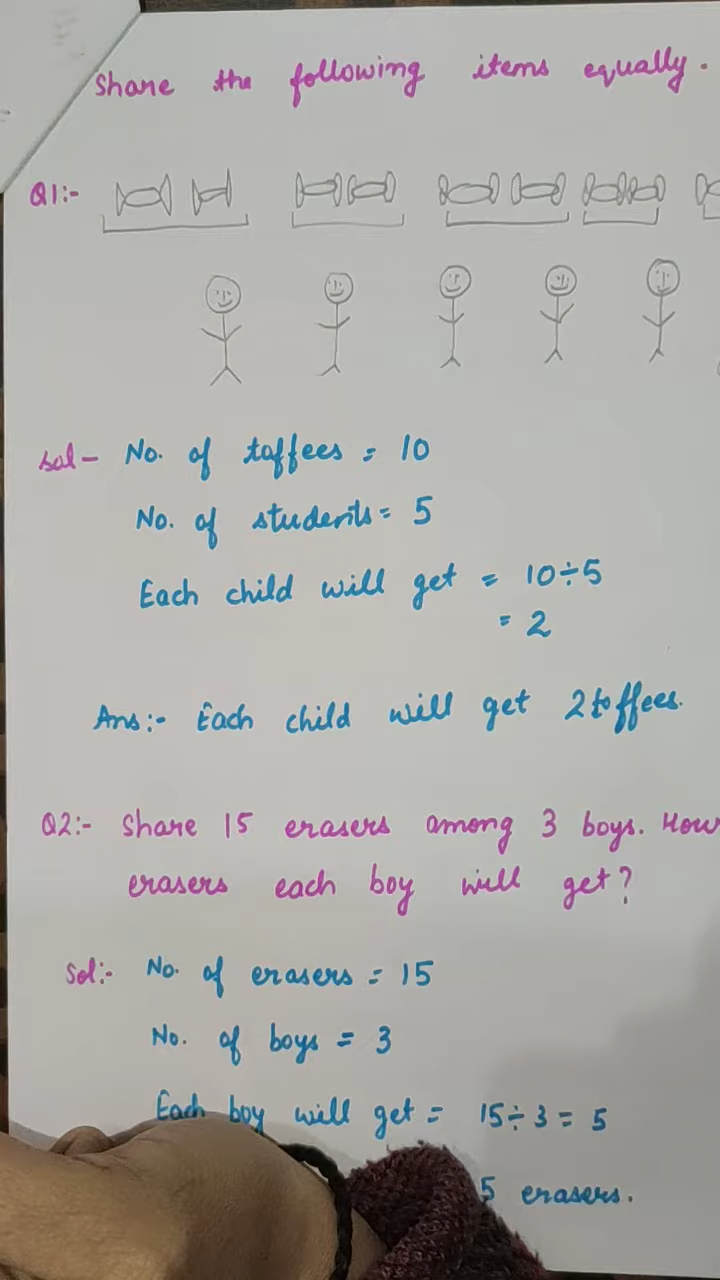 Share the following items equally.
Q1:-
Sol- No. of toffees = 10
No. of students = 5
Each child will get = 10÷5
= 2
Ans:- Each child will get 2 toffees.
Q2:- Share 15 erasers among 3 boys. How
erasers each boy will get?
Sol:- No. of erasers = 15
No. of boys = 3
Each boy will get = 15÷3 = 5
5 erasers.